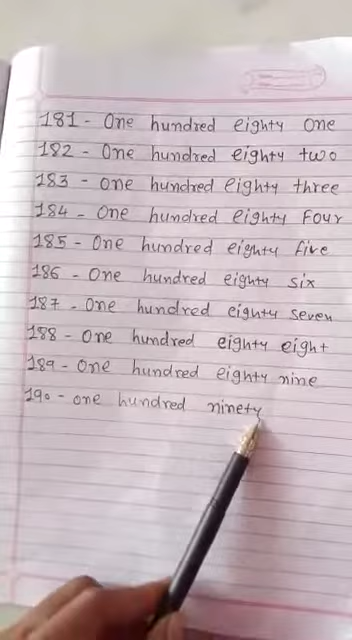 181 - One hundred eighty One
182 - One hundred eighty two
183 - one hundred eighty three
184 - One hundred eighty Four
185 - One hundred eighty five
186 - One hundred eighty six
187 - One hundred eighty seven
188 - One hundred eighty eight
189 - One hundred eighty nine
190 - one hundred ninety